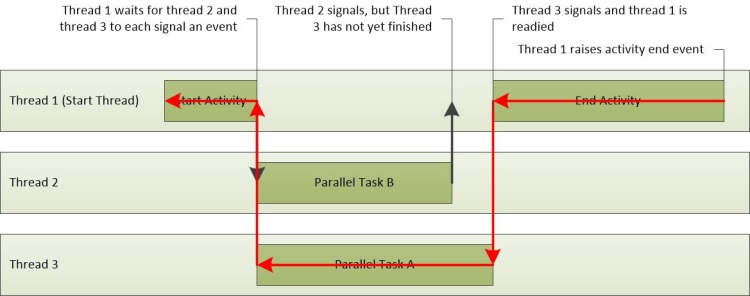 Thread 1 waits for thread 2 and
thread 3 to each signal an event
Thread 2 signals, but Thread
3 has not yet finished
Thread 3 signals and thread 1 is
readied
Thread 1 raises activity end event
Thread 1 (Start Thread)
Start Activity
End Activity
Thread 2
Parallel Task B
Thread 3
Parallel Task A